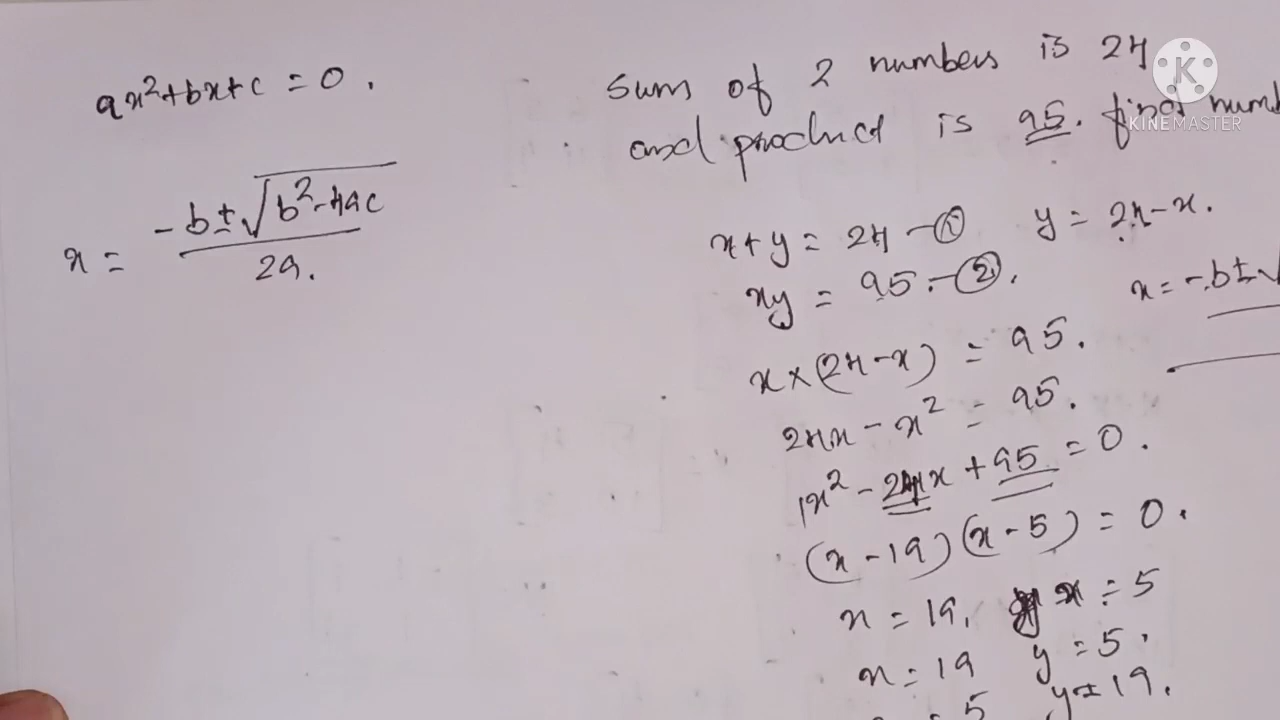 ax²+bx+c = 0.
x = -b±√b²-4ac
2a.
Sum of 2 numbers is 24
and product is 95. find numb
KINEMASTER
x+y = 24 -①
y = 24-x.
xy = 95. -②.
x = -b±√
x×(24-x) = 95.
24x - x² = 95.
1x² - 24x + 95 = 0.
(x-19)(x-5) = 0.
x = 19, x = 5
x = 19 y = 5.
= 5 y = 19.